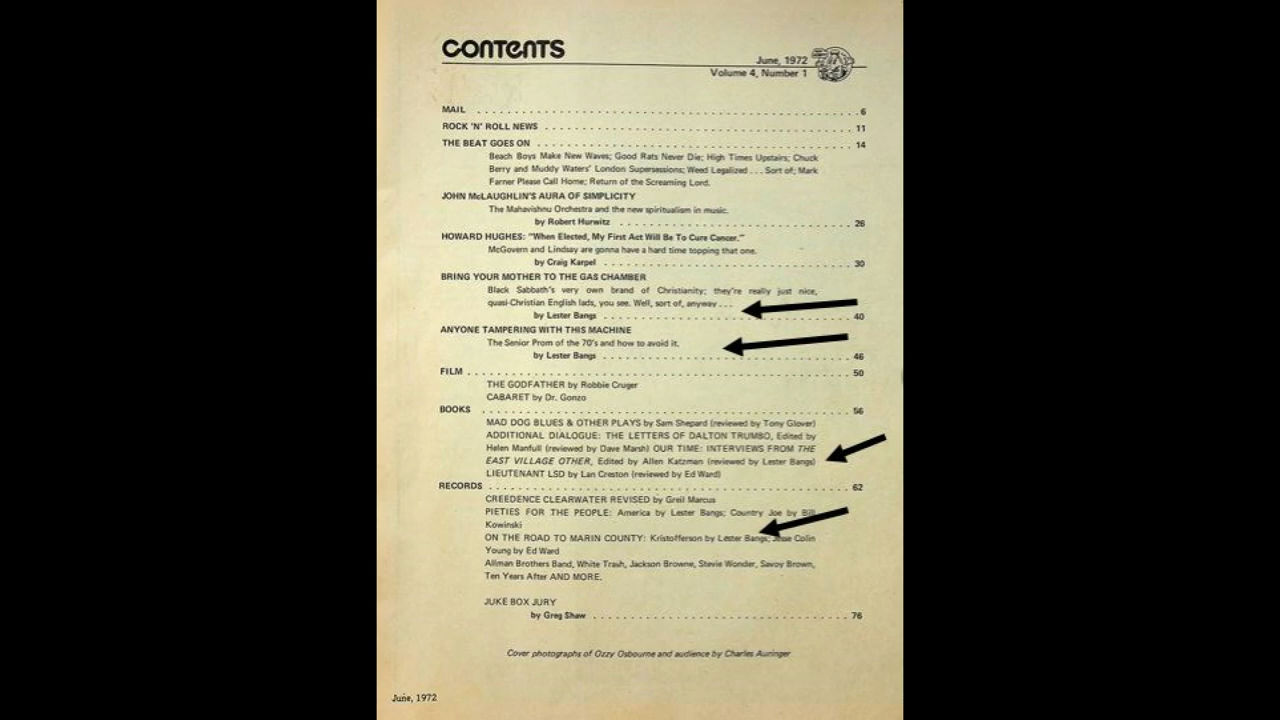 CONTENTS
June, 1972
Volume 4, Number 1
MAIL . . . . . . . . . . . . . . . . . . . . . . . . . . . . . . 6
ROCK 'N' ROLL NEWS . . . . . . . . . . . . . . . . . . . . . . . . . 11
THE BEAT GOES ON . . . . . . . . . . . . . . . . . . . . . . . . . 14
Beach Boys Make New Waves; Good Rats Never Die; High Times Upstairs; Chuck
Berry and Muddy Waters' London Supersessions; Weed Legalized . . . Sort of; Mark
Farner Please Call Home; Return of the Screaming Lord.
JOHN McLAUGHLIN'S AURA OF SIMPLICITY
The Mahavishnu Orchestra and the new spiritualism in music.
by Robert Hurwitz . . . . . . . . . . . . . . . . . . . . 26
HOWARD HUGHES: "When Elected, My First Act Will Be To Cure Cancer."
McGovern and Lindsay are gonna have a hard time topping that one.
by Craig Karpel . . . . . . . . . . . . . . . . . . . . 30
BRING YOUR MOTHER TO THE GAS CHAMBER
Black Sabbath's very own brand of Christianity; they're really just nice,
quasi-Christian English lads, you see. Well, sort of, anyway . . .
by Lester Bangs . . . . . . . . . . . . . . . . . . . . 40
ANYONE TAMPERING WITH THIS MACHINE
The Senior Prom of the 70's and how to avoid it.
by Lester Bangs . . . . . . . . . . . . . . . . . . . . 46
FILM . . . . . . . . . . . . . . . . . . . . . . . . . . . . . . 50
THE GODFATHER by Robbie Cruger
CABARET by Dr. Gonzo
BOOKS . . . . . . . . . . . . . . . . . . . . . . . . . . . . . 56
MAD DOG BLUES & OTHER PLAYS by Sam Shepard (reviewed by Tony Glover)
ADDITIONAL DIALOGUE: THE LETTERS OF DALTON TRUMBO, Edited by
Helen Manfull (reviewed by Dave Marsh) OUR TIME: INTERVIEWS FROM THE
EAST VILLAGE OTHER, Edited by Allen Katzman (reviewed by Lester Bangs)
LIEUTENANT LSD by Lan Creston (reviewed by Ed Ward)
RECORDS . . . . . . . . . . . . . . . . . . . . . . . . . . . . 62
CREEDENCE CLEARWATER REVISED by Greil Marcus
PIETIES FOR THE PEOPLE: America by Lester Bangs; Country Joe by Bill
Kowinski
ON THE ROAD TO MARIN COUNTY: Kristofferson by Lester Bangs; Jesse Colin
Young by Ed Ward
Allman Brothers Band, White Trash, Jackson Browne, Stevie Wonder, Savoy Brown,
Ten Years After AND MORE.
JUKE BOX JURY
by Greg Shaw . . . . . . . . . . . . . . . . . . . . . 76
Cover photographs of Ozzy Osbourne and audience by Charles Auringer
June, 1972